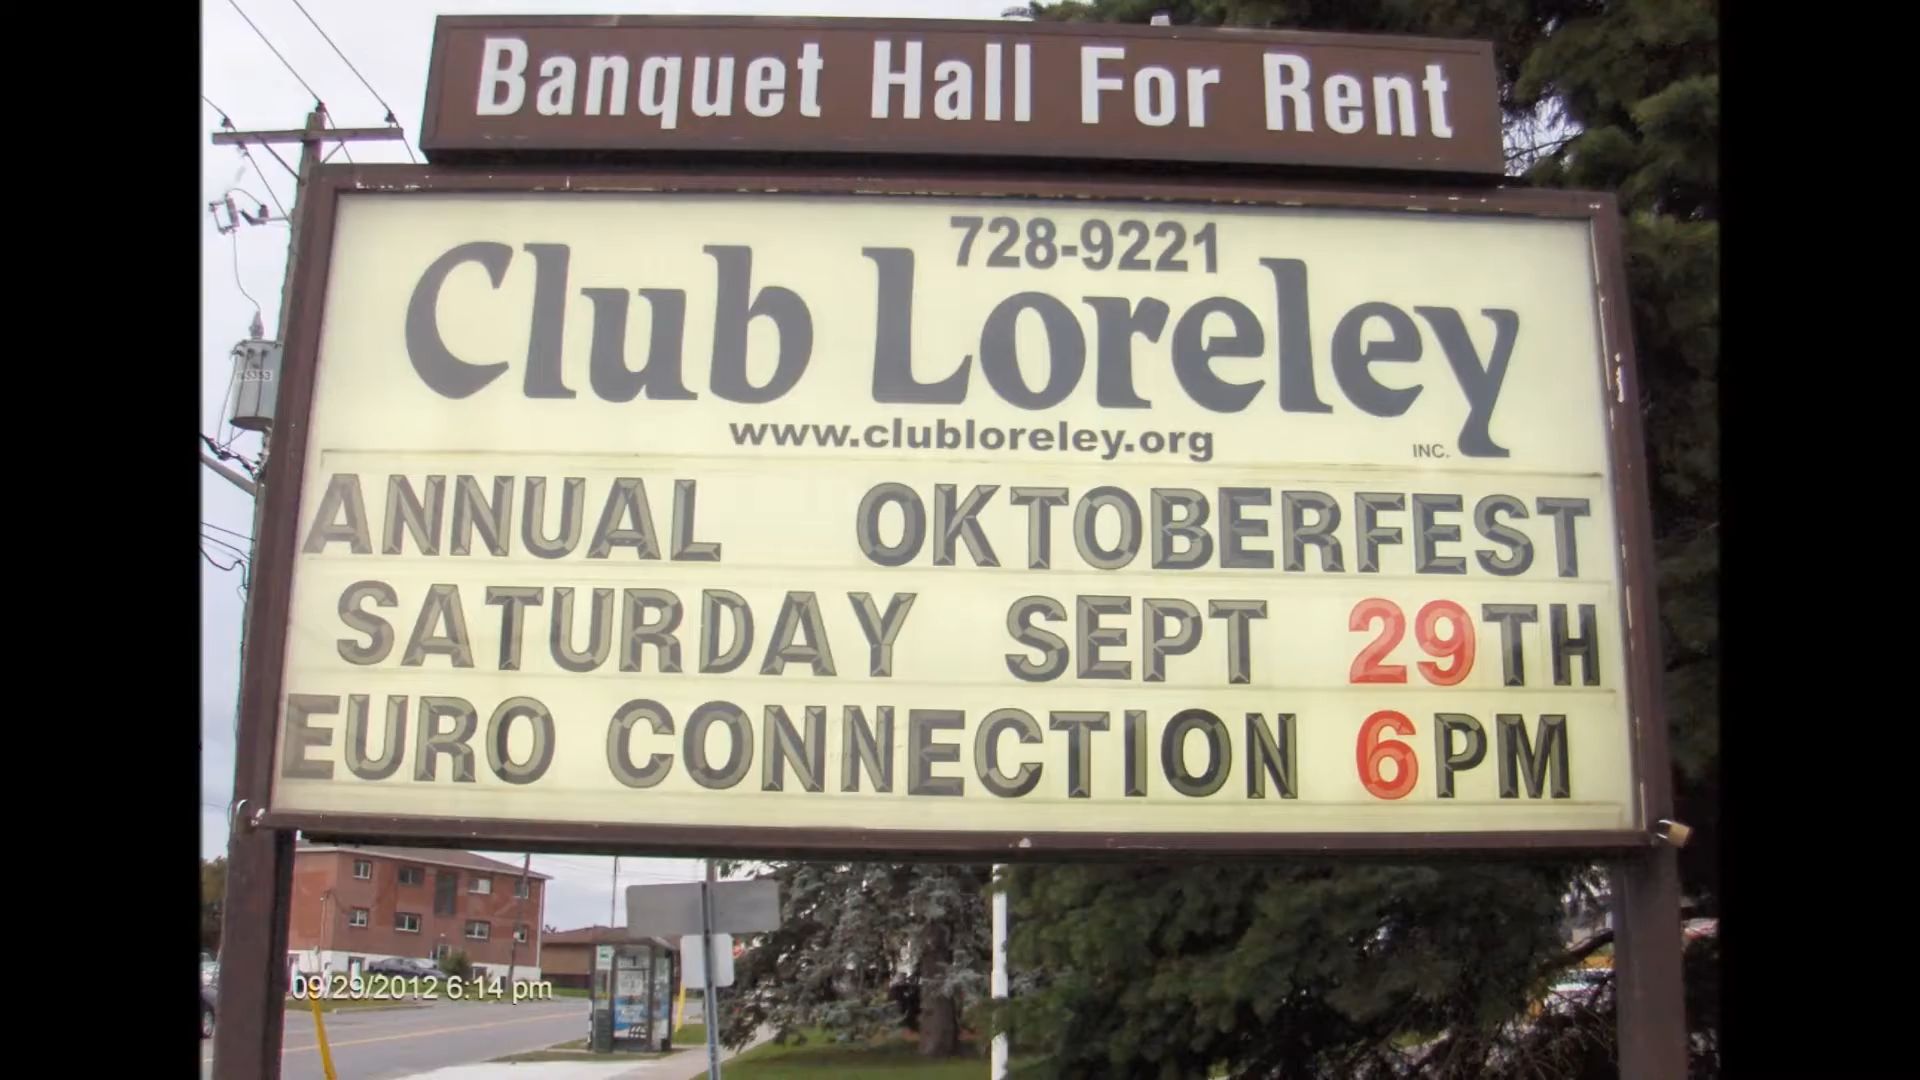 Banquet Hall For Rent
728-9221
Club Loreley
www.clubloreley.org
INC.
ANNUAL OKTOBERFEST
SATURDAY SEPT 29TH
EURO CONNECTION 6PM
09/29/2012 6:14 pm